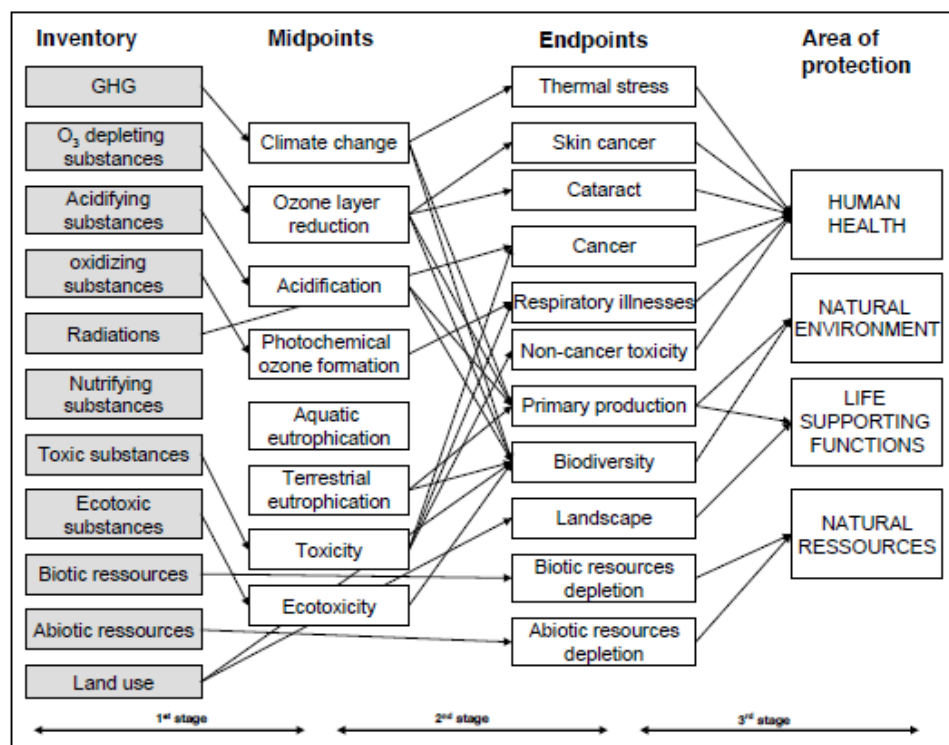 Inventory
Midpoints
Endpoints
Area of
protection
GHG
O₃ depleting
substances
Acidifying
substances
oxidizing
substances
Radiations
Nutrifying
substances
Toxic substances
Ecotoxic
substances
Biotic ressources
Abiotic ressources
Land use
Climate change
Ozone layer
reduction
Acidification
Photochemical
ozone formation
Aquatic
eutrophication
Terrestrial
eutrophication
Toxicity
Ecotoxicity
Thermal stress
Skin cancer
Cataract
Cancer
Respiratory illnesses
Non-cancer toxicity
Primary production
Biodiversity
Landscape
Biotic resources
depletion
Abiotic resources
depletion
HUMAN
HEALTH
NATURAL
ENVIRONMENT
LIFE
SUPPORTING
FUNCTIONS
NATURAL
RESSOURCES
1st stage
2nd stage
3rd stage